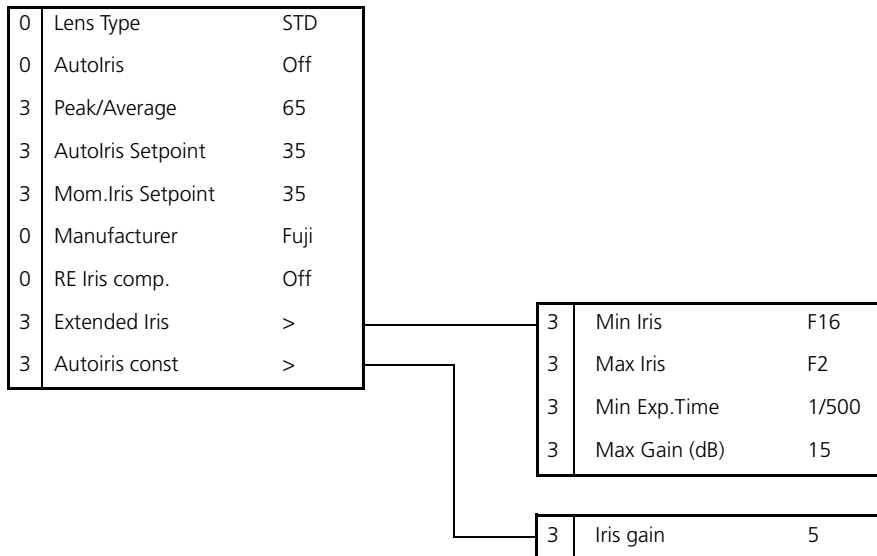 0 Lens Type STD
0 AutoIris Off
3 Peak/Average 65
3 AutoIris Setpoint 35
3 Mom.Iris Setpoint 35
0 Manufacturer Fuji
0 RE Iris comp. Off
3 Extended Iris >
3 Autoiris const >
3 Min Iris F16
3 Max Iris F2
3 Min Exp.Time 1/500
3 Max Gain (dB) 15
3 Iris gain 5